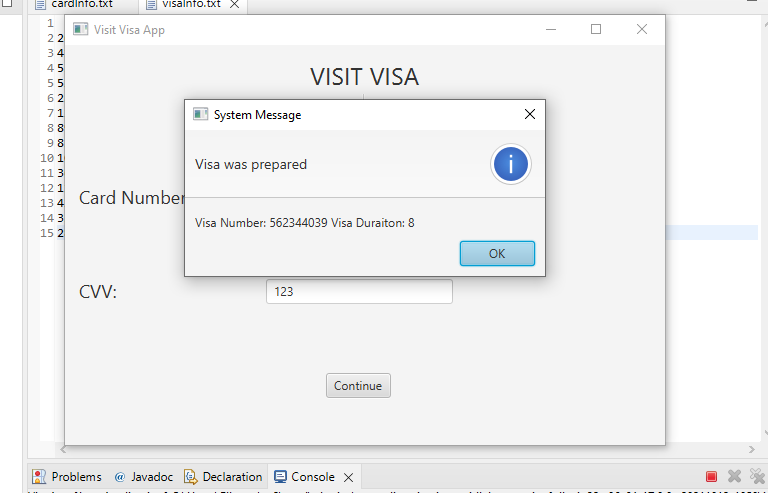 cardInfo.txt visaInfo.txt
Visit Visa App
VISIT VISA
System Message
Visa was prepared
Card Number
Visa Number: 562344039 Visa Duraiton: 8
OK
CVV: 123
Continue
1
2 2
3 4
4 5
5 5
6 2
7 1
8 8
9 8
10 1
11 3
12 1
13 4
14 3
15 2
Problems @ Javadoc Declaration Console